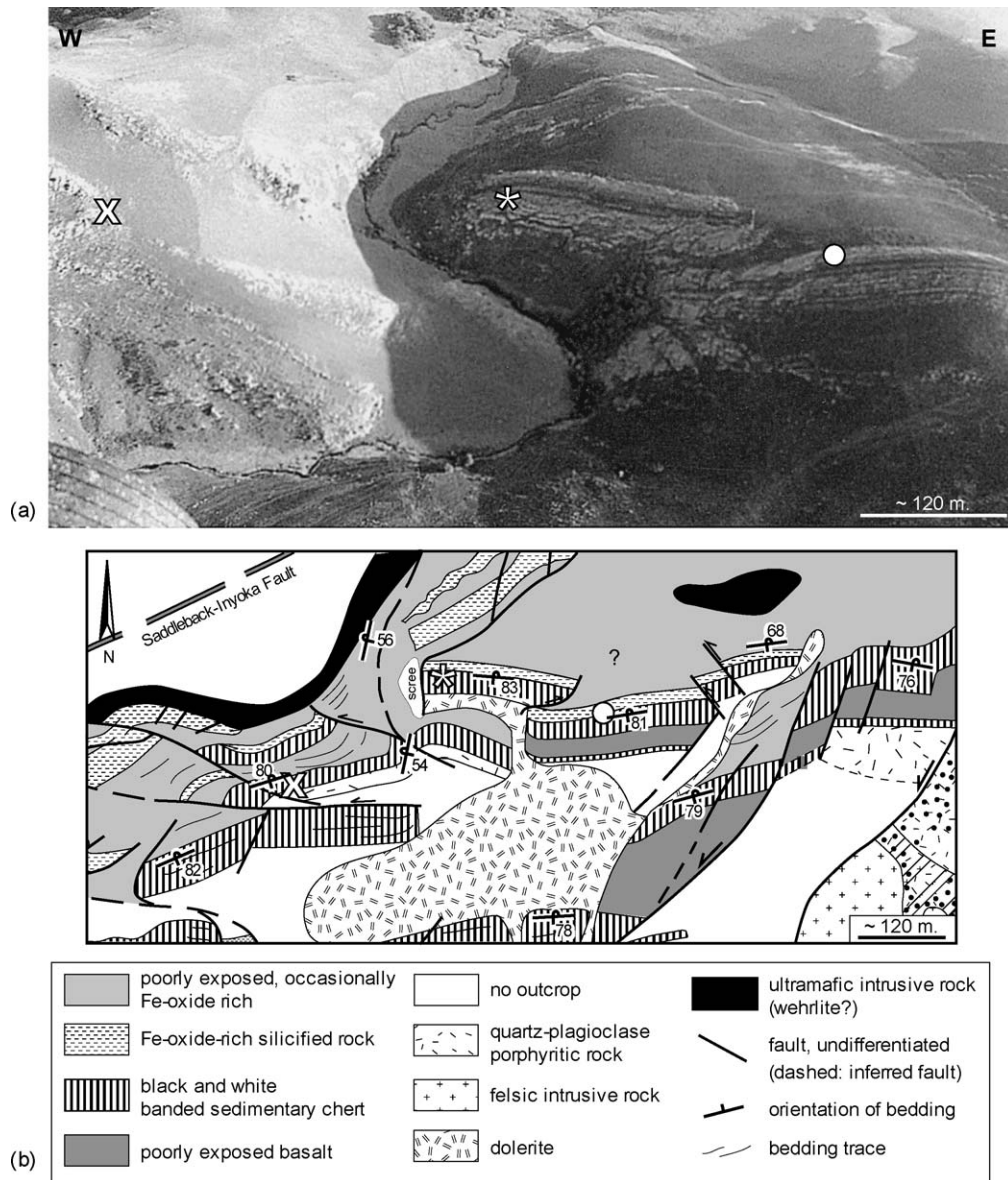 W
E
X
*
~ 120 m.
(a)
Saddleback-Inyoka Fault
N
56
scree
83
?
68
76
81
80
X
54
79
82
78
~ 120 m.
(b)
poorly exposed, occasionally
Fe-oxide rich
Fe-oxide-rich silicified rock
black and white
banded sedimentary chert
poorly exposed basalt
no outcrop
quartz-plagioclase
porphyritic rock
felsic intrusive rock
dolerite
ultramafic intrusive rock
(wehrlite?)
fault, undifferentiated
(dashed: inferred fault)
orientation of bedding
bedding trace